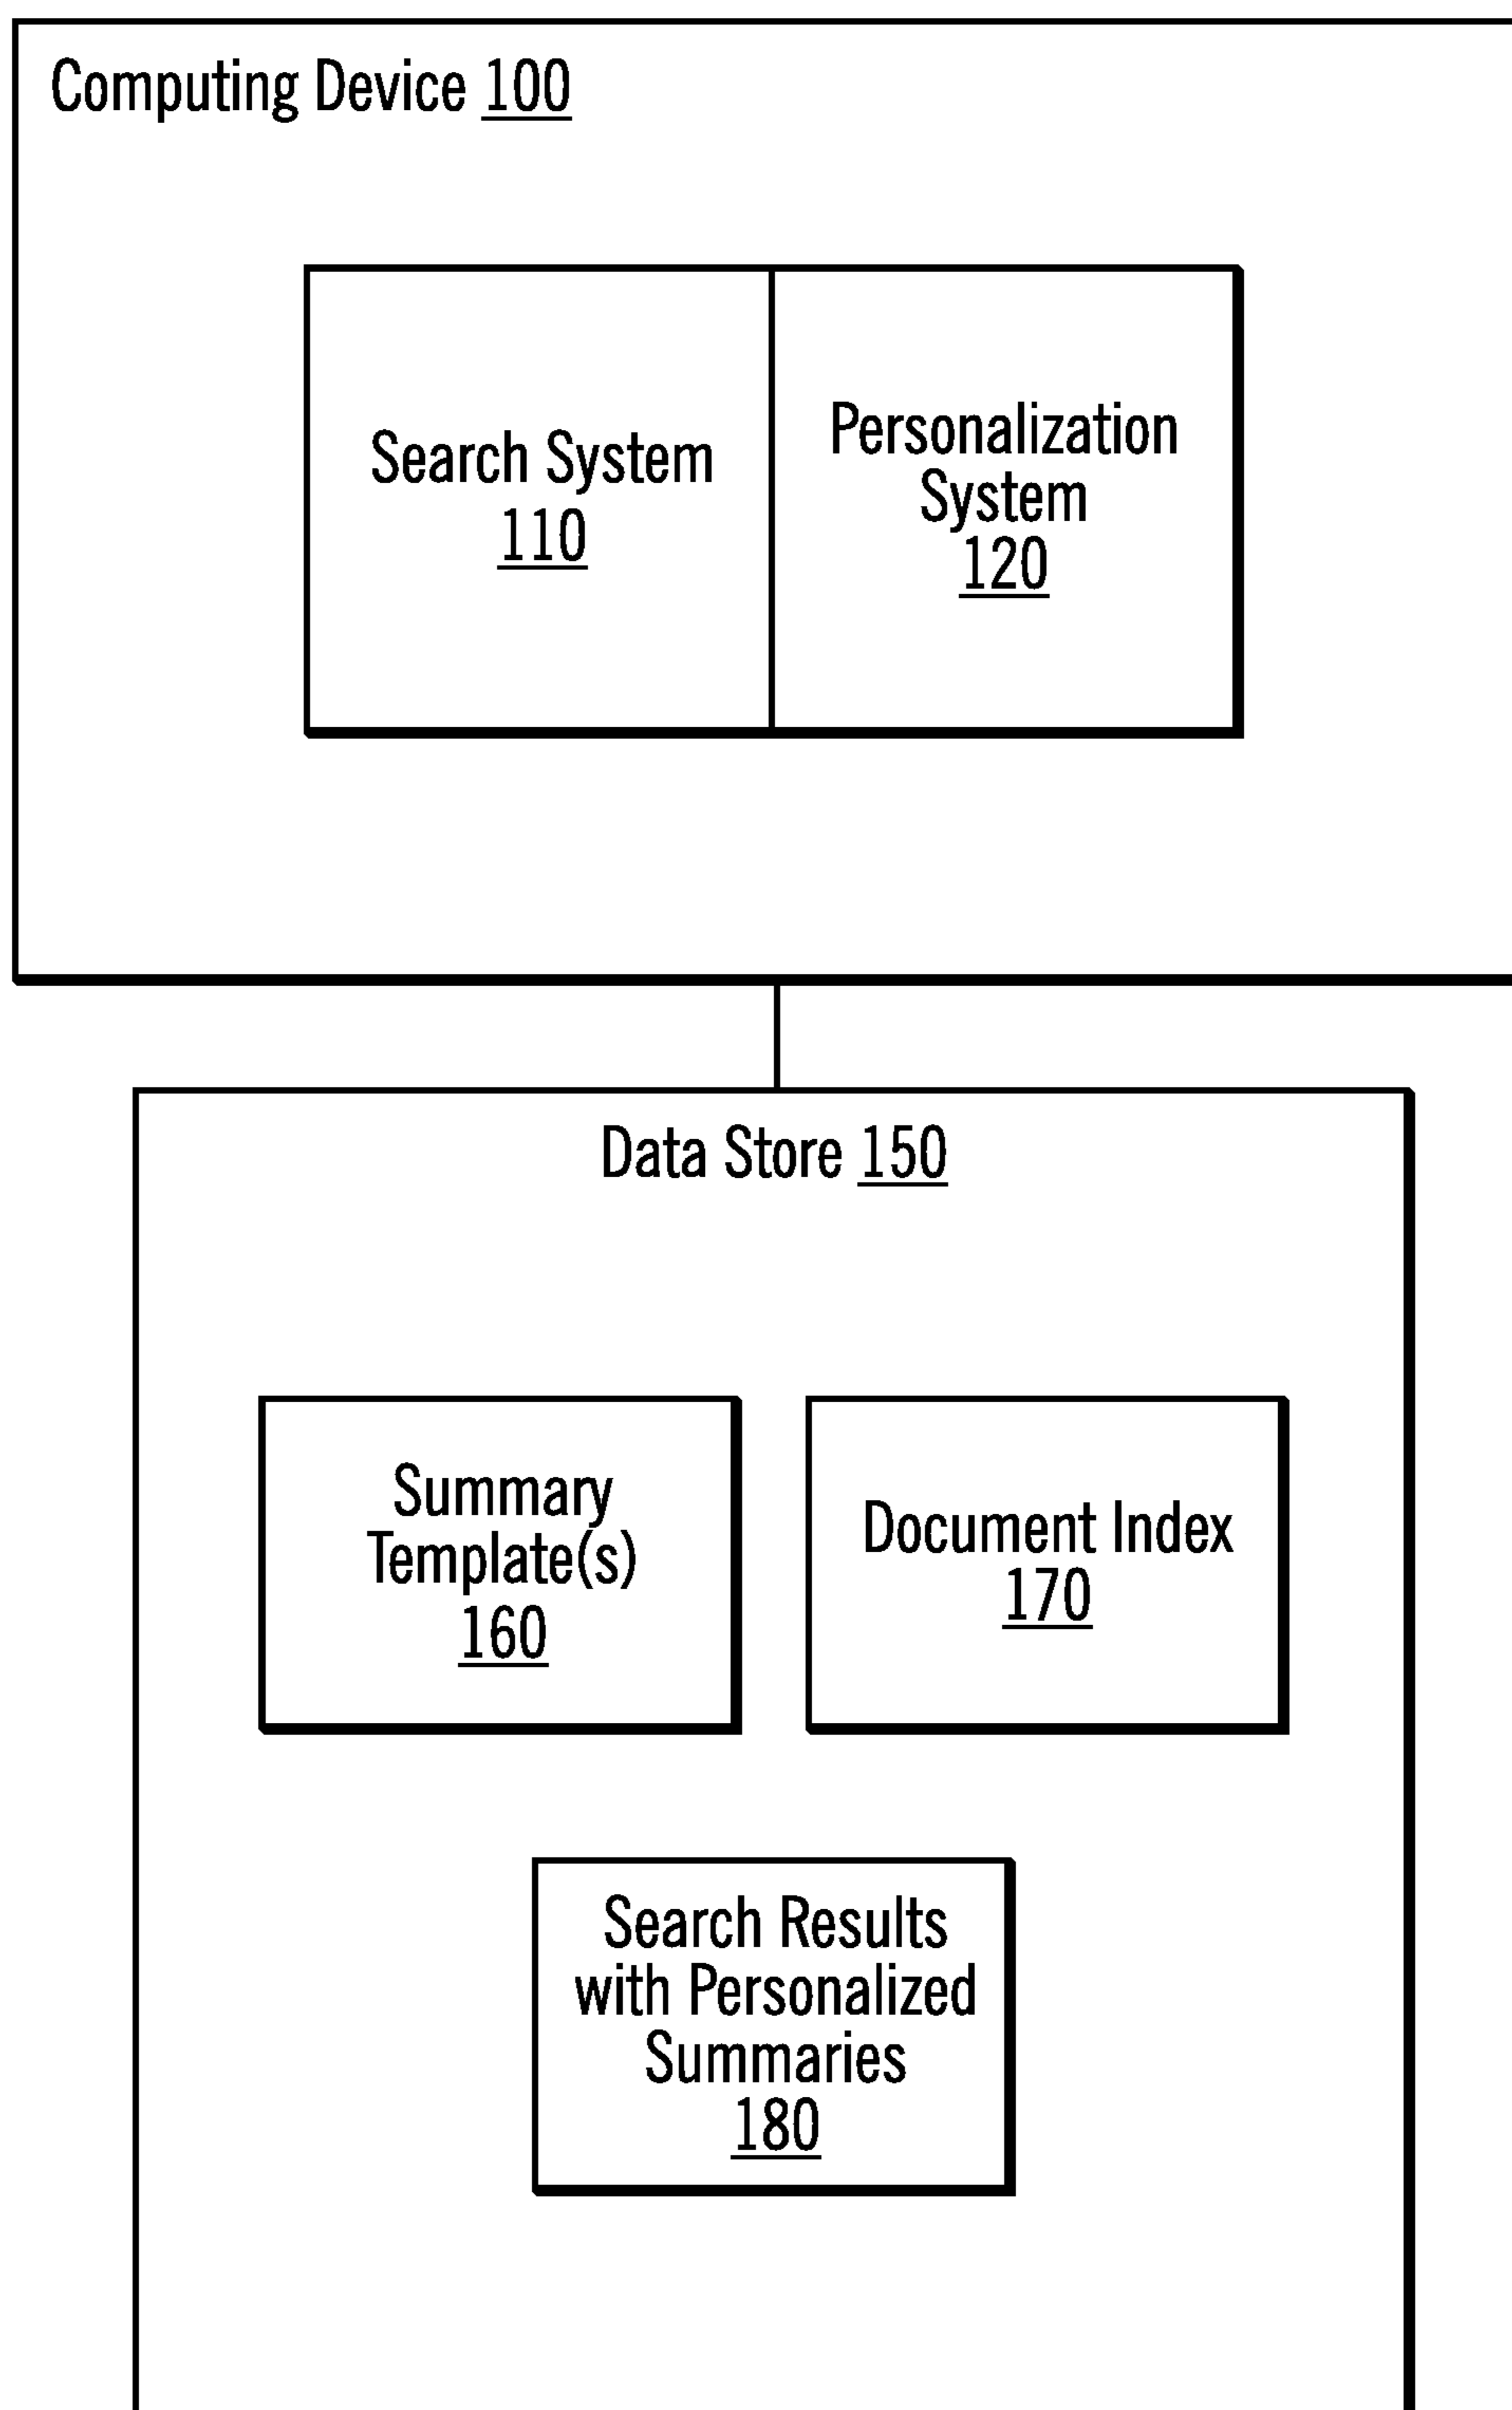 Computing Device 100
Search System
110
Personalization
System
120
Data Store 150
Summary
Template(s)
160
Document Index
170
Search Results
with Personalized
Summaries
180